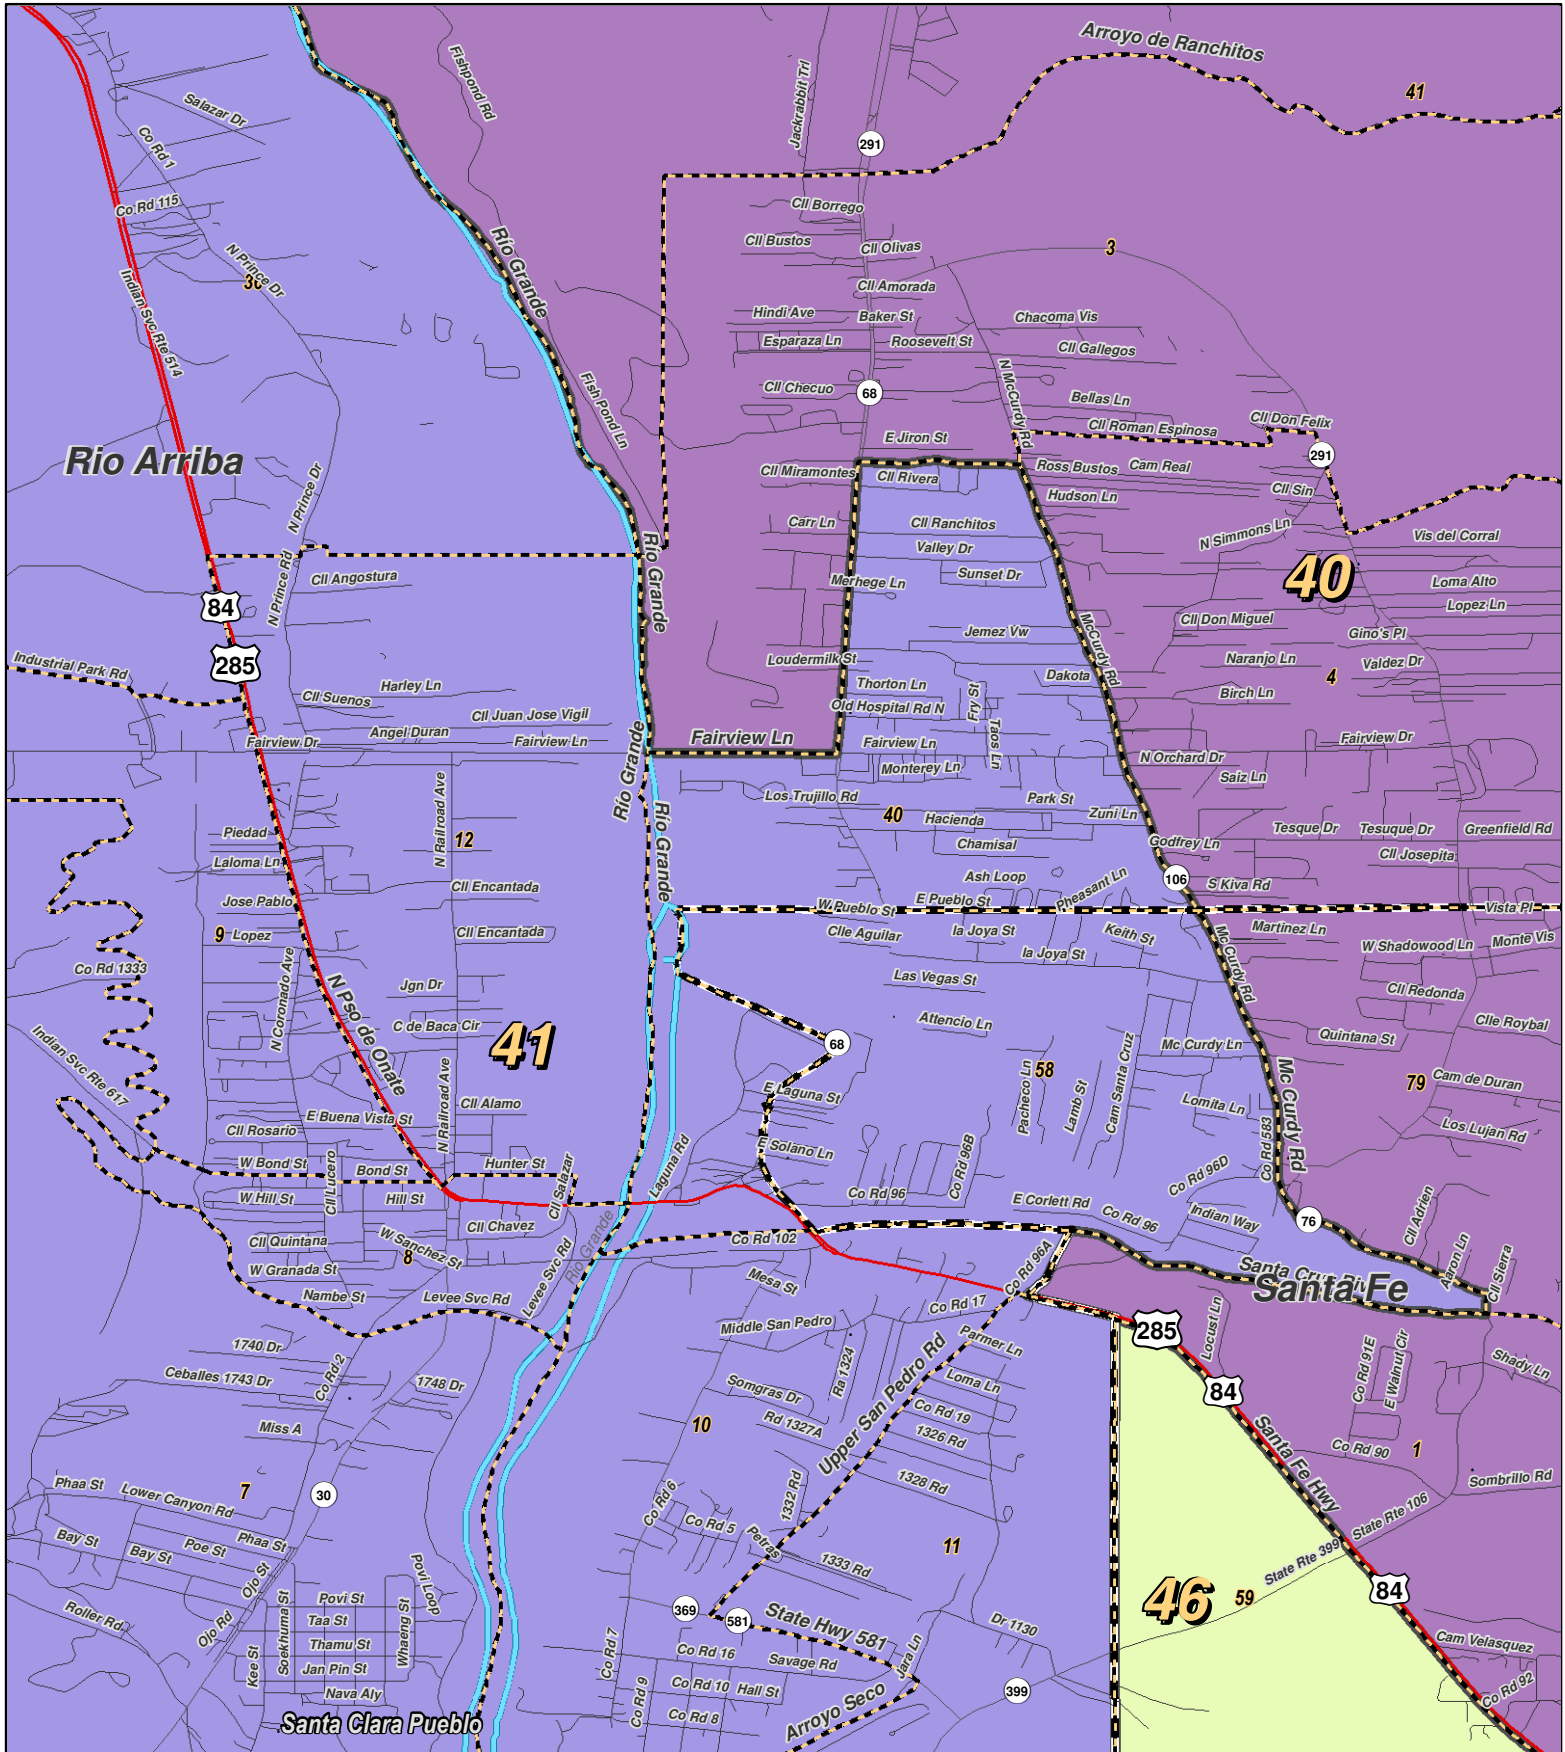 Arroyo de Ranchitos
Fishpond Rd
Jackrabbit Trl
41
Salazar Dr
Co Rd 1
291
Co Rd 115
Cll Borrego
Cll Bustos
Cll Olivas
3
N Prince Dr
Rio Grande
36
Cll Amorada
Indian Svc Rte 514
Hindi Ave
Baker St
Chacoma Vis
Esparaza Ln
Roosevelt St
Cll Gallegos
Fish Pond Ln
Cll Checuo
68
N McCurdy Rd
Bellas Ln
Cll Don Felix
Cll Roman Espinosa
E Jiron St
Rio Arriba
291
Cll Miramontes
Cll Rivera
Ross Bustos
Cam Real
N Prince Dr
Hudson Ln
Cll Sin
Carr Ln
Cll Ranchitos
N Simmons Ln
Vis del Corral
Rio Grande
Valley Dr
40
N Prince Rd
Cll Angostura
Merhege Ln
Sunset Dr
Loma Alto
84
Lopez Ln
Cll Don Miguel
Jemez Vw
McCurdy Rd
Gino's Pl
285
Industrial Park Rd
Loudermilk St
Naranjo Ln
Valdez Dr
Dakota
4
Harley Ln
Thorton Ln
Fry St
Birch Ln
Cll Suenos
Old Hospital Rd N
Cll Juan Jose Vigil
Taos Ln
Angel Duran
Fairview Dr
Fairview Ln
Fairview Ln
Fairview Ln
Fairview Dr
N Orchard Dr
Rio Grande
Monterey Ln
Saiz Ln
N Railroad Ave
Los Trujillo Rd
Park St
Rio Grande
40
Zuni Ln
Hacienda
Piedad
12
Tesque Dr
Tesuque Dr
Greenfield Rd
Chamisal
Godfrey Ln
Laloma Ln
Cll Josepita
Ash Loop
106
Cll Encantada
Pheasant Ln
S Kiva Rd
Jose Pablo
W Pueblo St
E Pueblo St
Vista Pl
9
Lopez
Cll Encantada
Clle Aguilar
la Joya St
Keith St
Martinez Ln
Monte Vis
W Shadowood Ln
la Joya St
Co Rd 1333
N Coronado Ave
Jgn Dr
Las Vegas St
Mc Curdy Rd
Cll Redonda
N Pso de Onate
C de Baca Cir
Attencio Ln
Clle Roybal
Quintana St
41
68
Mc Curdy Ln
Indian Svc Rte 617
Pacheco Ln
58
Cam Santa Cruz
Mc Curdy Rd
79
Cam de Duran
E Laguna St
Lamb St
Cll Alamo
Lomita Ln
E Buena Vista St
N Railroad Ave
Cll Rosario
Los Lujan Rd
E Solano Ln
Co Rd 583
Co Rd 96B
W Bond St
Bond St
Hunter St
Laguna Rd
Cll Lucero
Cll Salazar
Co Rd 96D
W Hill St
Hill St
Co Rd 96
E Corlett Rd
Cll Adrien
Co Rd 96
Indian Way
76
Cll Chavez
Co Rd 102
Cll Quintana
W Sanchez St
8
Rio Grande
Levee Svc Rd
Co Rd 96A
Aaron Ln
Cll Sierra
W Granada St
Mesa St
Santa Fe
Nambe St
Levee Svc Rd
Co Rd 17
Middle San Pedro
285
Locust Ln
1740 Dr
Parmer Ln
Co Rd 91E
E Walnut Cir
Shady Ln
Ceballes 1743 Dr
Co Rd 2
Ra 1324
Upper San Pedro Rd
1748 Dr
Somgras Dr
Loma Ln
84
Co Rd 19
Miss A
10
Rd 1327A
1326 Rd
Santa Fe Hwy
Co Rd 90
1
7
Phaa St
1328 Rd
Sombrillo Rd
Lower Canyon Rd
30
Co Rd 6
1332 Rd
State Rte 106
Co Rd 5
Petras
Bay St
Poe St
Phaa St
Bay St
11
State Rte 399
1333 Rd
Ojo St
Povi Loop
84
46
59
Povi St
Roller Rd
Soekhuma St
Taa St
369
581
State Hwy 581
Dr 1130
Ojo Rd
Whaeng St
Thamu St
Kee St
Co Rd 7
Co Rd 16
Savage Rd
Jara Ln
Cam Velasquez
Jan Pin St
Co Rd 9
Co Rd 10
Hall St
399
Co Rd 92
Nava Aly
Santa Clara Pueblo
Co Rd 8
Arroyo Seco